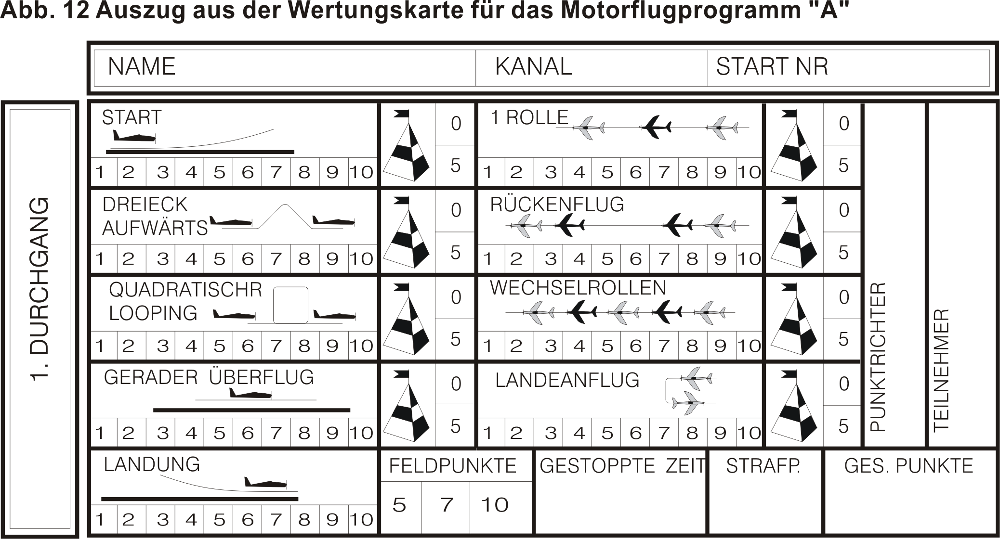 Abb. 12 Auszug aus der Wertungskarte für das Motorflugprogramm "A"
NAME KANAL START NR
1. DURCHGANG
START
1 2 3 4 5 6 7 8 9 10
0
5
1 ROLLE
1 2 3 4 5 6 7 8 9 10
0
5
DREIECK
AUFWÄRTS
1 2 3 4 5 6 7 8 9 10
0
5
RÜCKENFLUG
1 2 3 4 5 6 7 8 9 10
0
5
QUADRATISCHR
LOOPING
1 2 3 4 5 6 7 8 9 10
0
5
WECHSELROLLEN
1 2 3 4 5 6 7 8 9 10
0
5
GERADER ÜBERFLUG
1 2 3 4 5 6 7 8 9 10
0
5
LANDEANFLUG
1 2 3 4 5 6 7 8 9 10
0
5
PUNKTRICHTER
TEILNEHMER
LANDUNG
1 2 3 4 5 6 7 8 9 10
FELDPUNKTE
5 7 10
GESTOPPTE ZEIT
STRAFP.
GES. PUNKTE